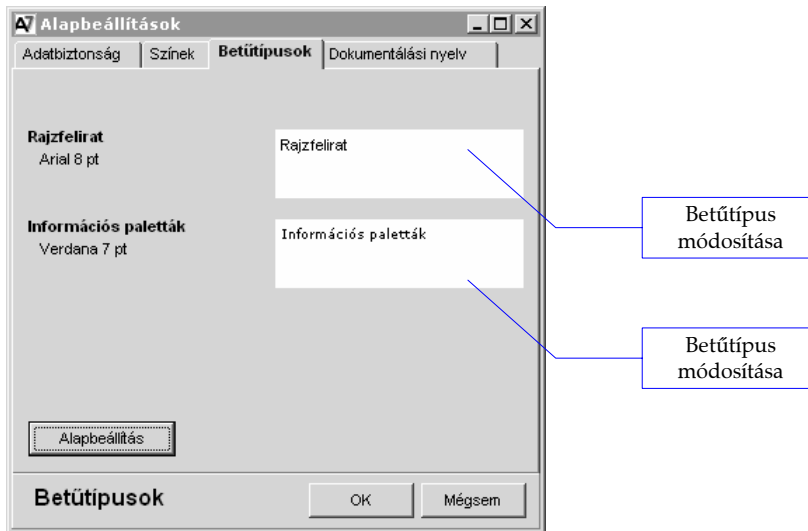 A7 Alapbeállítások
Adatbiztonság Színek Betűtípusok Dokumentálási nyelv
Rajzfelirat
Arial 8 pt
Rajzfelirat
Betűtípus
módosítása
Információs paletták
Verdana 7 pt
Információs paletták
Betűtípus
módosítása
Alapbeállítás
Betűtípusok OK Mégsem